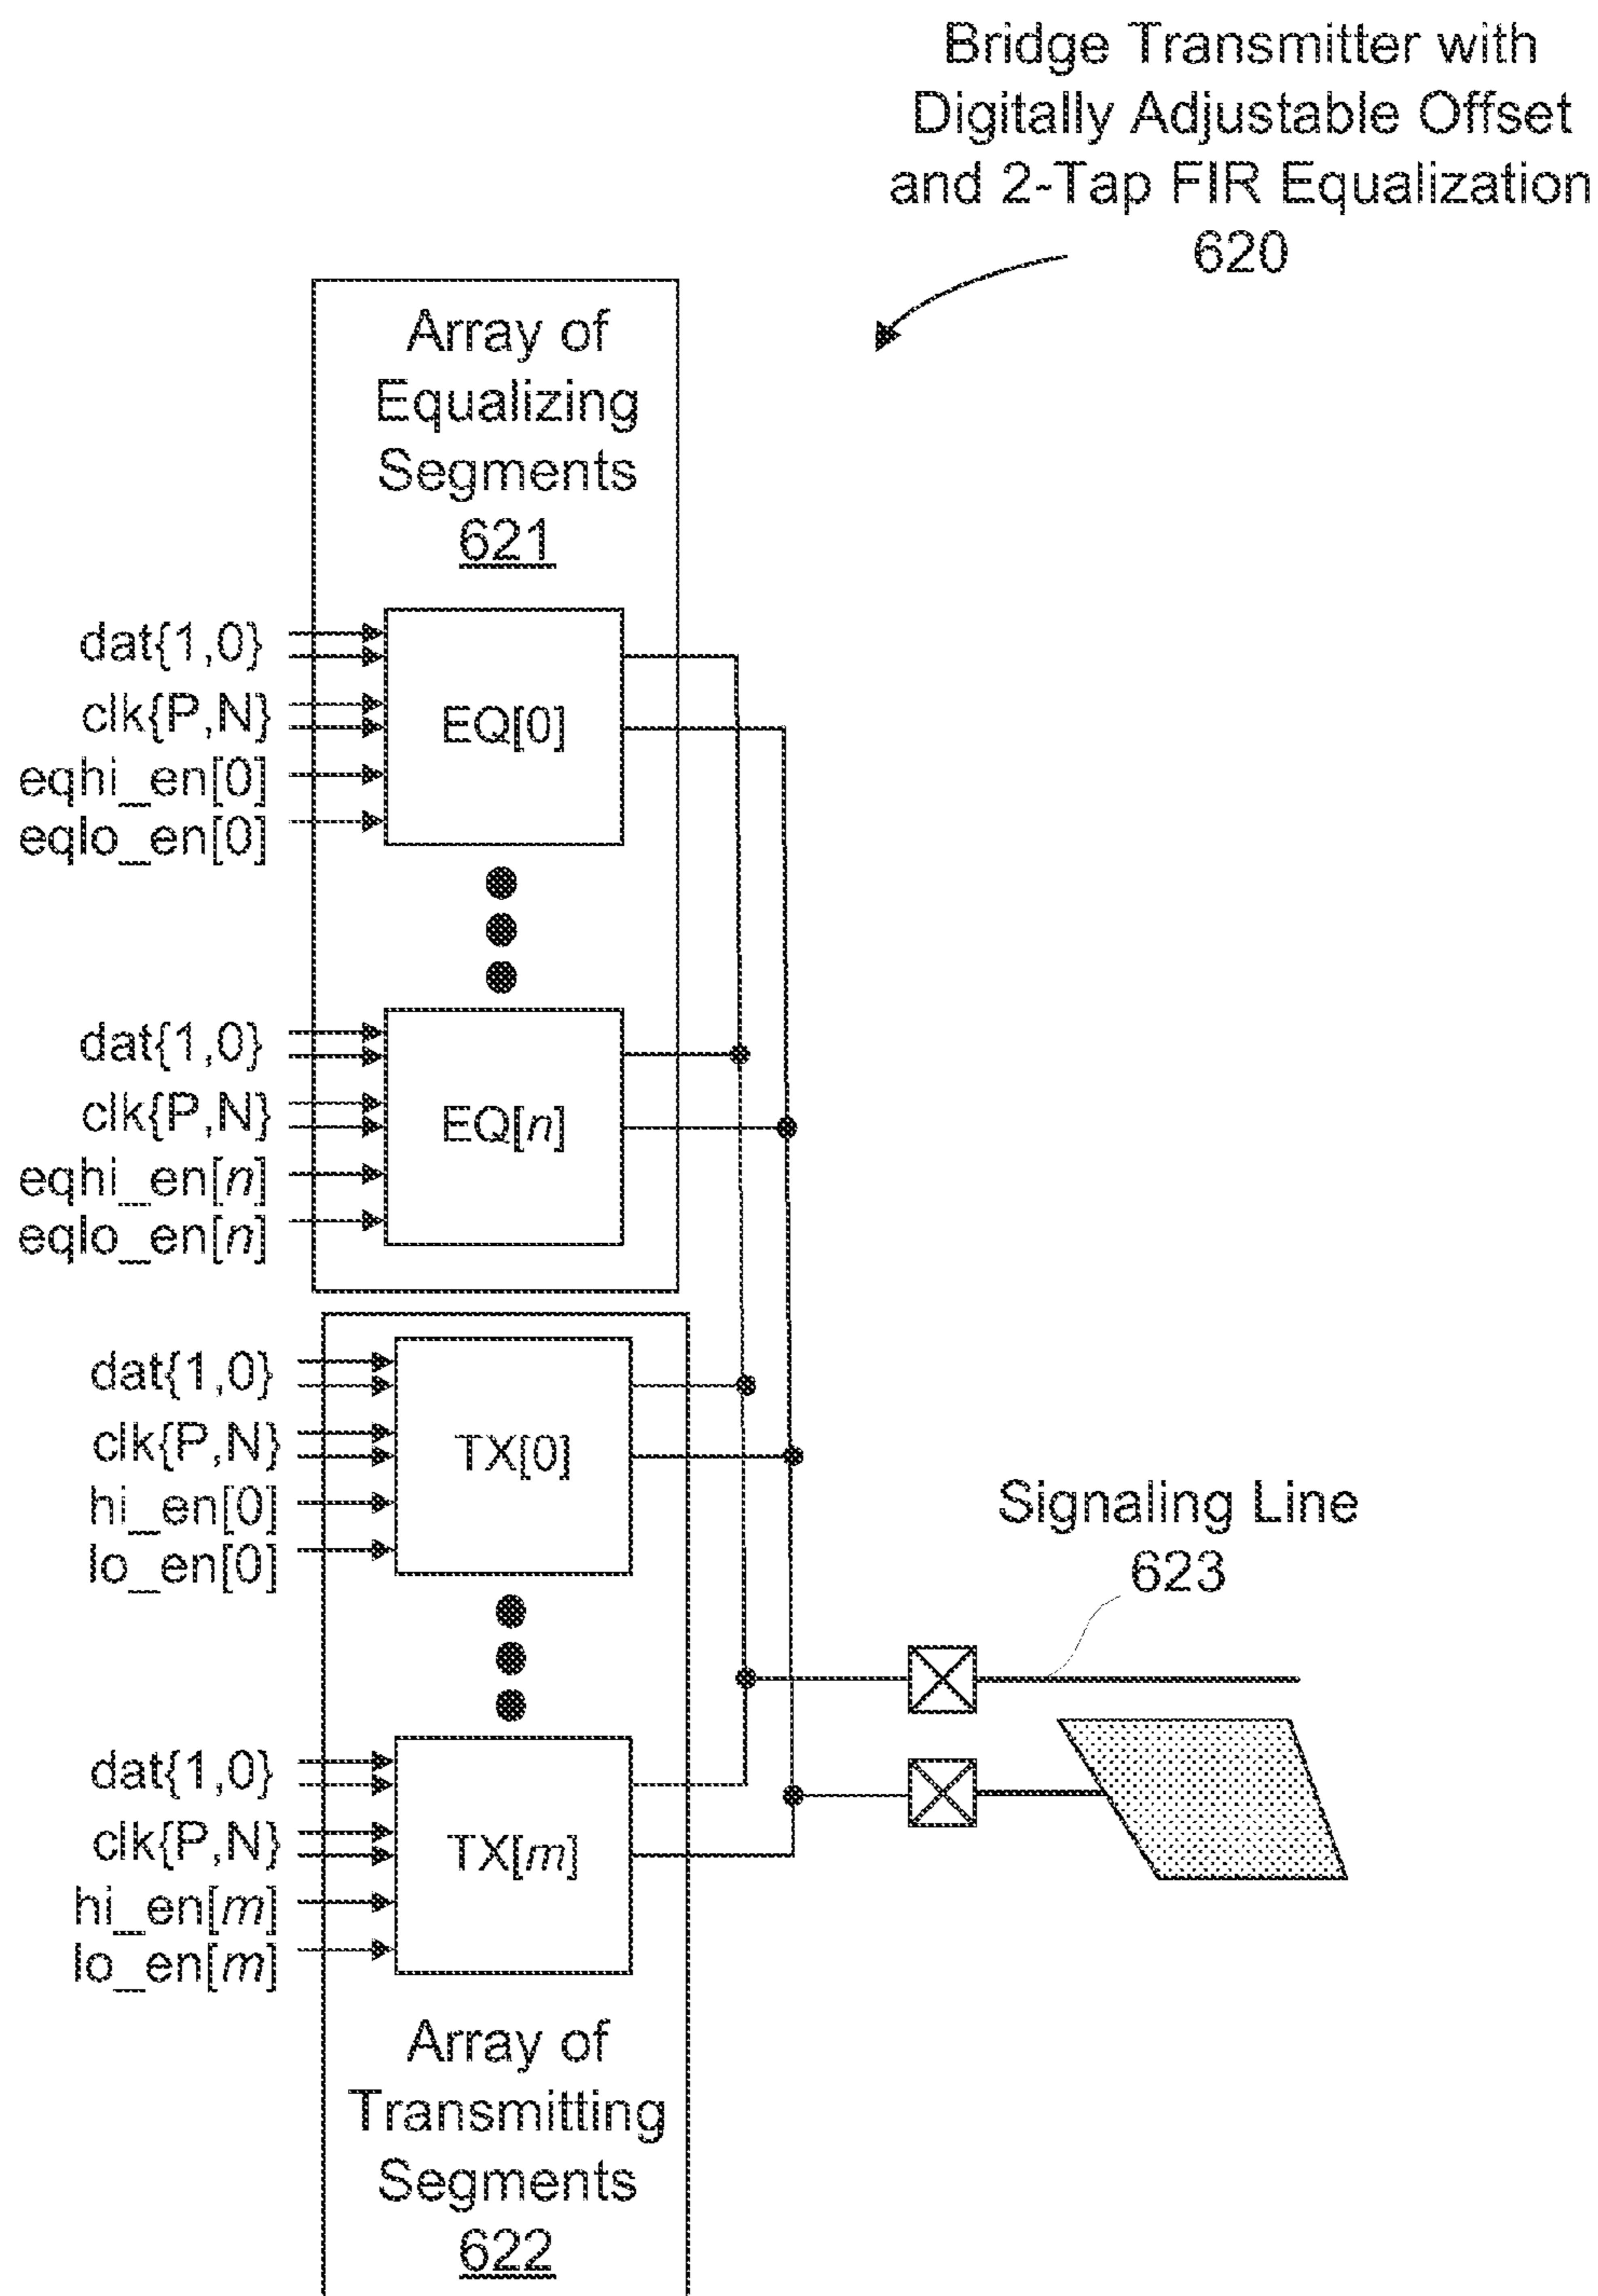 Bridge Transmitter with
Digitally Adjustable Offset
and 2-Tap FIR Equalization
620
Array of
Equalizing
Segments
621
dat{1,0}
clk{P,N}
eqhi_en[0]
eqlo_en[0]
EQ[0]
dat{1,0}
clk{P,N}
eqhi_en[n]
eqlo_en[n]
EQ[n]
dat{1,0}
clk{P,N}
hi_en[0]
lo_en[0]
TX[0]
Signaling Line
623
dat{1,0}
clk{P,N}
hi_en[m]
lo_en[m]
TX[m]
Array of
Transmitting
Segments
622